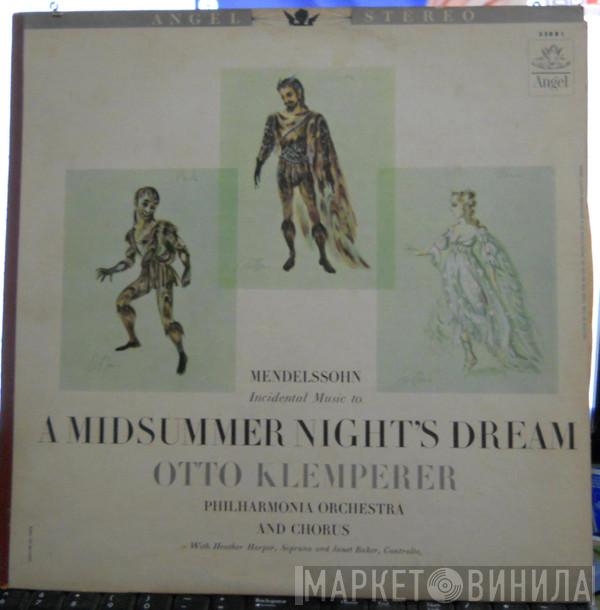 ANGEL STEREO
Angel
MENDELSSOHN
Incidental Music to
A MIDSUMMER NIGHT'S DREAM
OTTO KLEMPERER
PHILHARMONIA ORCHESTRA
AND CHORUS
With Heather Harper, Soprano and Janet Baker, Contralto.
МАРКЕТ ВИНИЛА